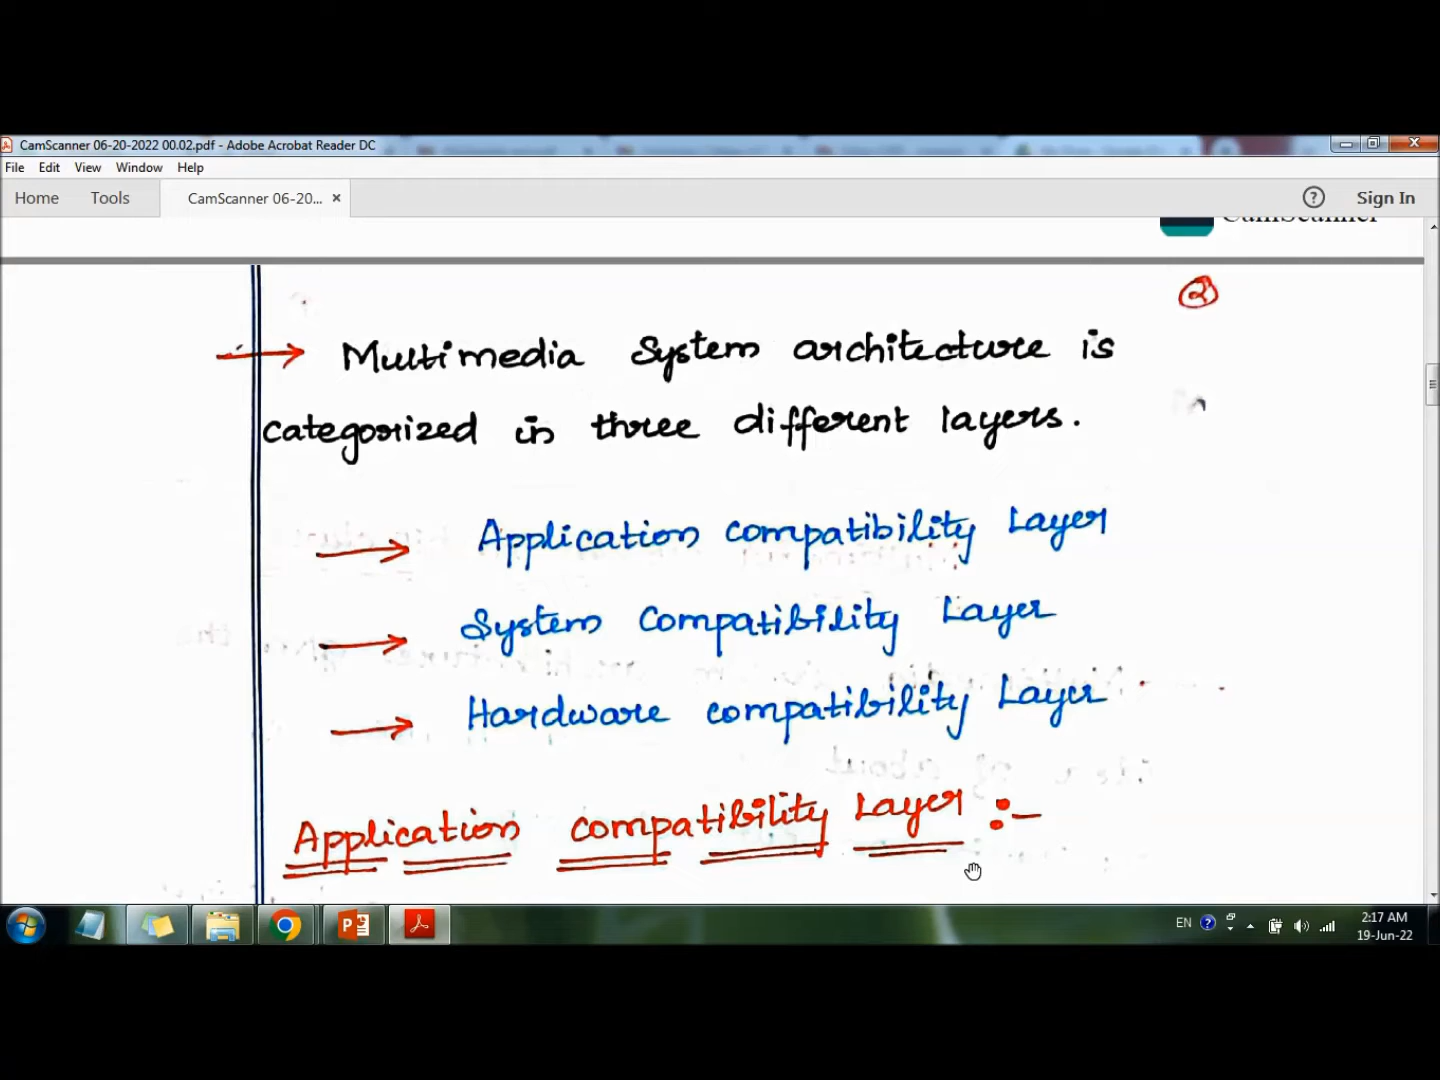 CamScanner 06-20-2022 00.02.pdf - Adobe Acrobat Reader DC
File Edit View Window Help
Home Tools CamScanner 06-20... × ? Sign In
CamScanner
2
Multimedia System architecture is
categorized in three different layers.
Application compatibility Layer
System Compatibility Layer
Hardware compatibility Layer
Application compatibility Layer :-
EN ? 2:17 AM
19-Jun-22